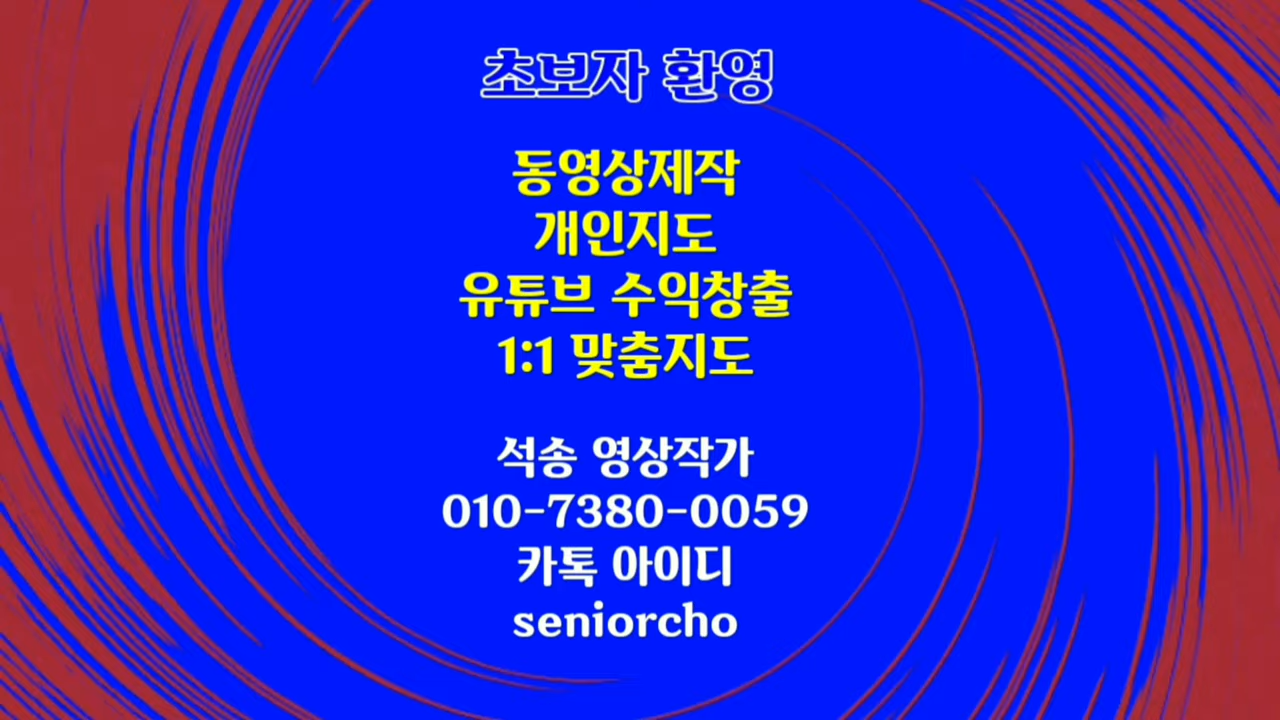 초보자 환영
동영상제작
개인지도
유튜브 수익창출
1:1 맞춤지도
석송 영상작가
010-7380-0059
카톡 아이디
seniorcho